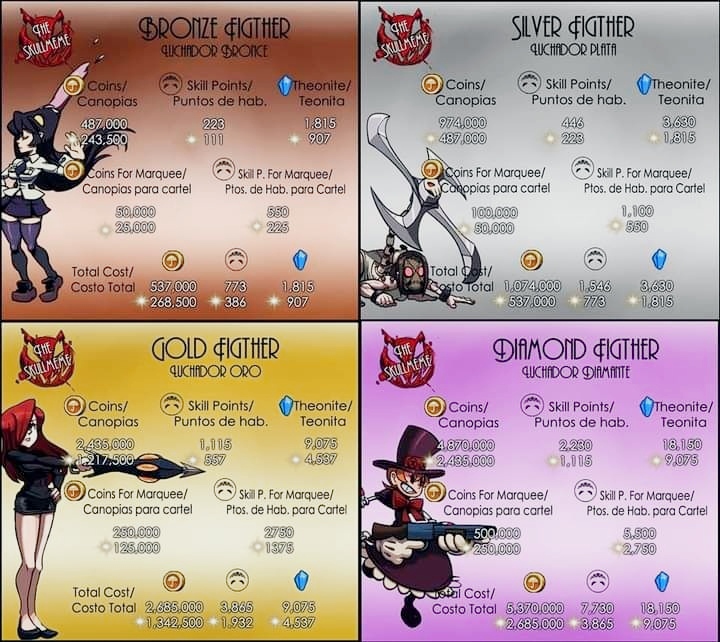 THE
SKULLMEME
BRONZE FIGTHER
LUCHADOR BRONCE
Coins/
Canopias
Skill Points/
Puntos de hab.
Theonite/
Teonita
487,000
223
1,815
243,500
111
907
Coins For Marquee/
Canopias para cartel
Skill P. For Marquee/
Ptos. de Hab. para Cartel
50,000
550
25,000
225
Total Cost/
Costo Total
537,000
773
1.815
268,500
386
907
THE
SKULLMEME
SILVER FIGTHER
LUCHADOR PLATA
Coins/
Canopias
Skill Points/
Puntos de hab.
Theonite/
Teonita
974,000
446
3,630
487,000
223
1,815
Coins For Marquee/
Canopias para cartel
Skill P. For Marquee/
Ptos. de Hab. para Cartel
100,000
1,100
50,000
550
Total Cost/
Costo Total
1,074,000
1,546
3,630
537,000
773
1,815
THE
SKULLMEME
GOLD FIGTHER
LUCHADOR ORO
Coins/
Canopias
Skill Points/
Puntos de hab.
Theonite/
Teonita
2,435,000
1,115
9,075
1,217,500
557
4,537
Coins For Marquee/
Canopias para cartel
Skill P. For Marquee/
Ptos. de Hab. para Cartel
250,000
2750
125,000
1375
Total Cost/
Costo Total
2,685,000
3,865
9,075
1,342,500
1,932
4,537
THE
SKULLMEME
DIAMOND FIGTHER
LUCHADOR DIAMANTE
Coins/
Canopias
Skill Points/
Puntos de hab.
Theonite/
Teonita
4,870,000
2,230
18,150
2,435,000
1,115
9,075
Coins For Marquee/
Canopias para cartel
Skill P. For Marquee/
Ptos. de Hab. para Cartel
500,000
5,500
250,000
2,750
Total Cost/
Costo Total
5,370,000
7,730
18,150
2,685,000
3,865
9,075